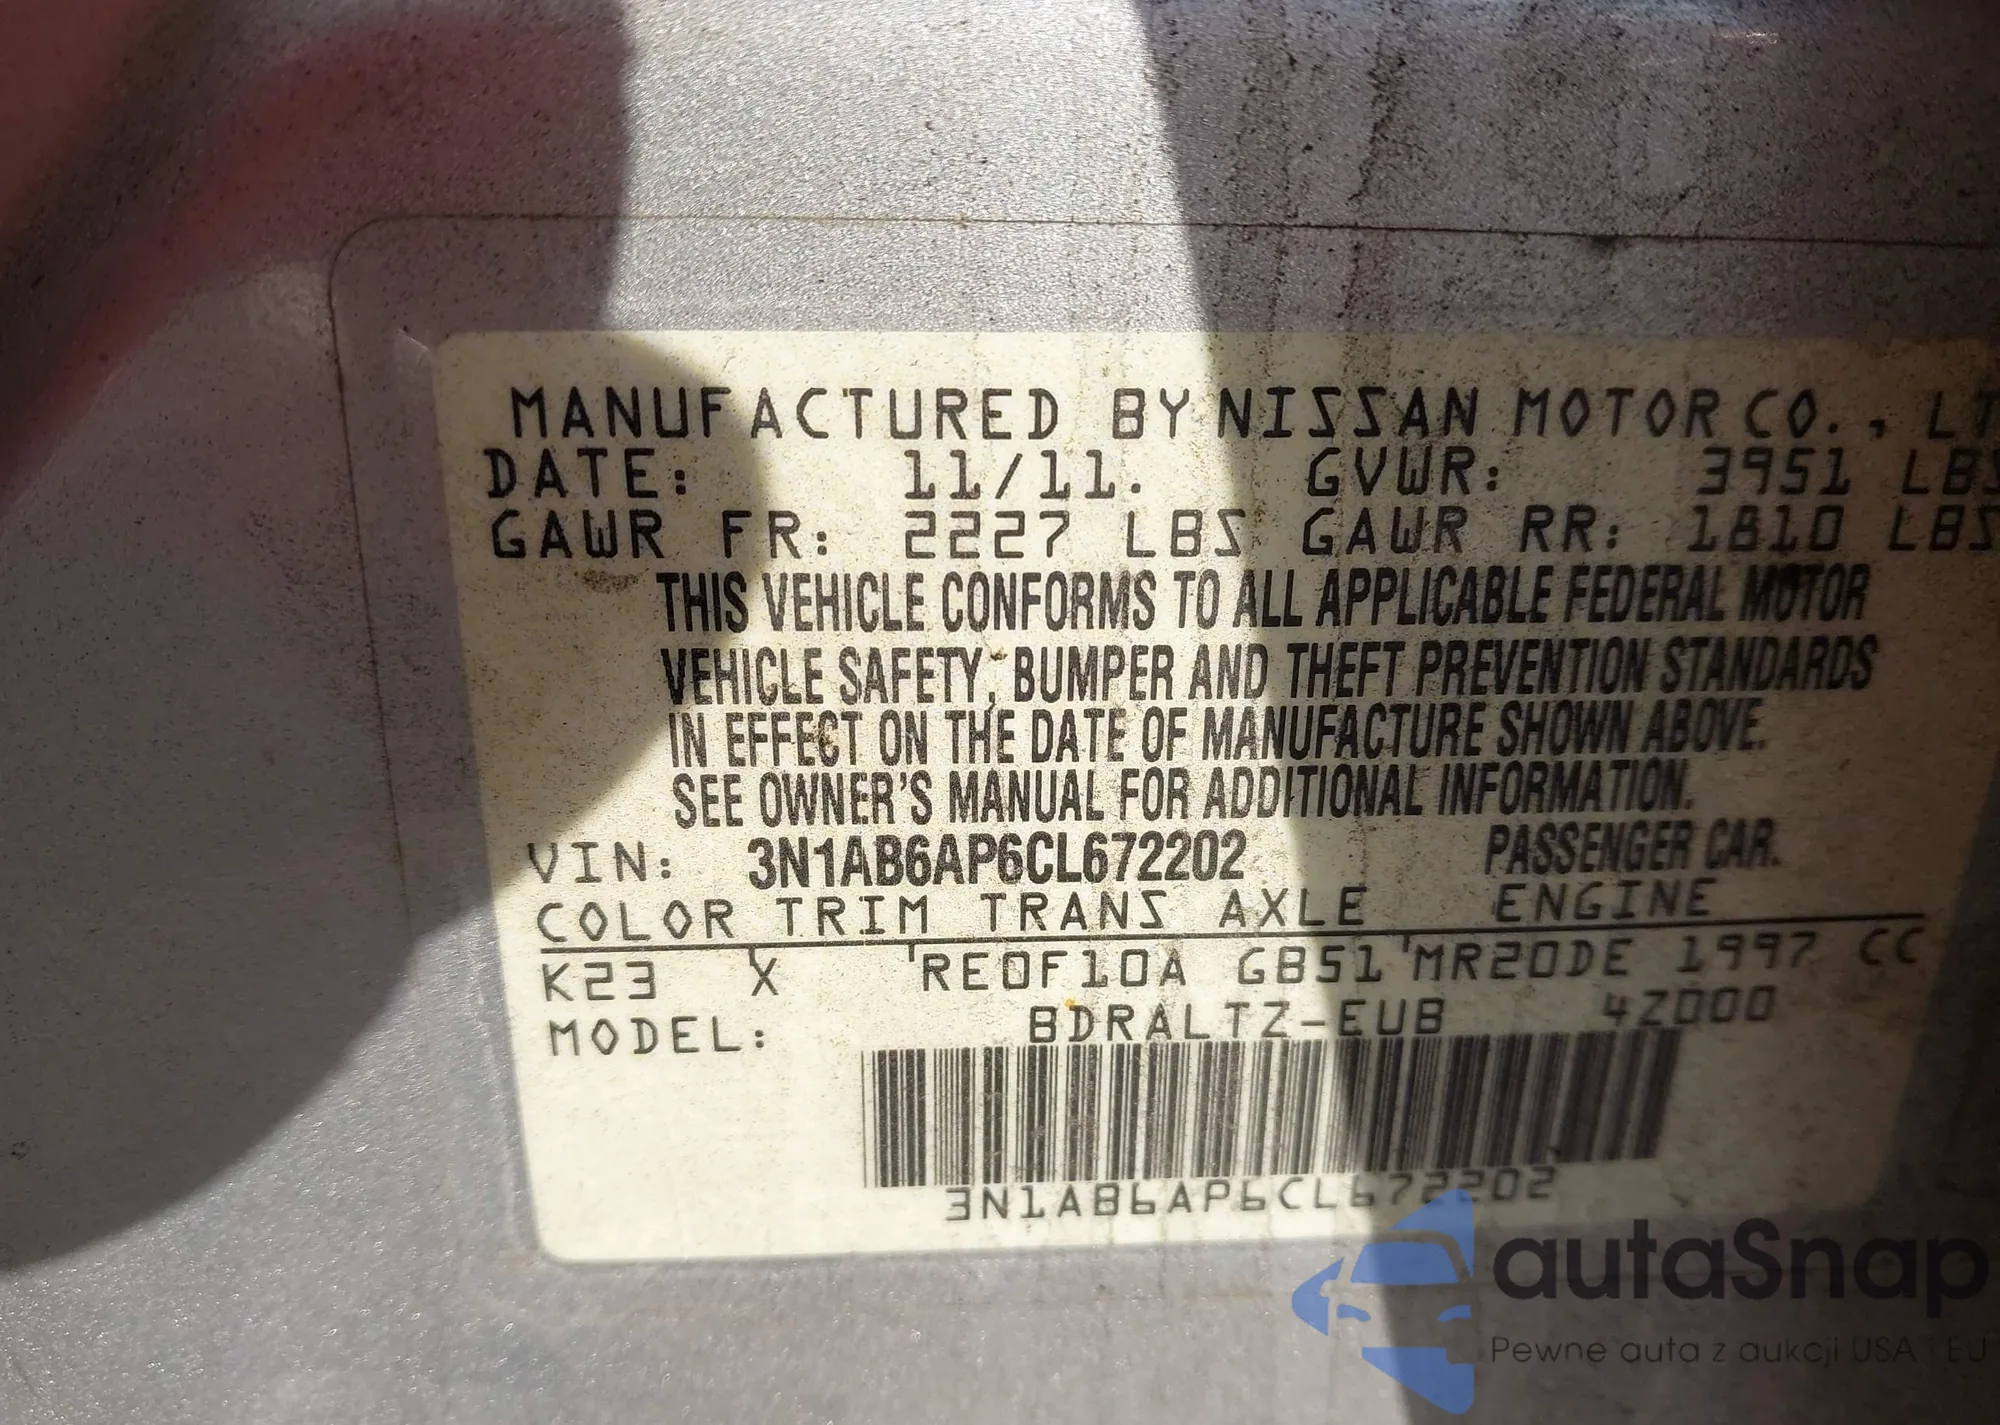 MANUFACTURED BY NISSAN MOTOR CO., LT
DATE: 11/11. GVWR: 3951 LBS
GAWR FR: 2227 LBS GAWR RR: 1810 LBS
THIS VEHICLE CONFORMS TO ALL APPLICABLE FEDERAL MOTOR
VEHICLE SAFETY, BUMPER AND THEFT PREVENTION STANDARDS
IN EFFECT ON THE DATE OF MANUFACTURE SHOWN ABOVE.
SEE OWNER'S MANUAL FOR ADDITIONAL INFORMATION.
VIN: 3N1AB6AP6CL672202 PASSENGER CAR.
COLOR TRIM TRANS AXLE ENGINE
K23 X RE0F10A GB51 MR20DE 1997 CC
MODEL: BDRALTZ-EUB 4Z000
3N1AB6AP6CL672202
autaSnap
Pewne auta z aukcji USA i EU